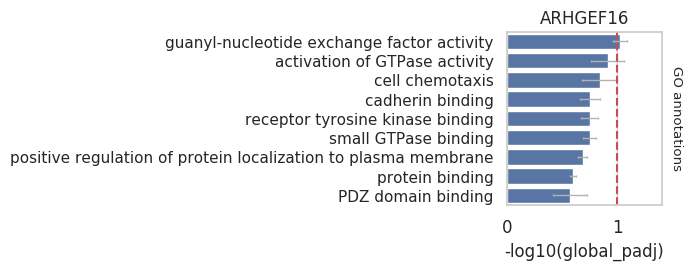 ARHGEF16
guanyl-nucleotide exchange factor activity
activation of GTPase activity
cell chemotaxis
cadherin binding
receptor tyrosine kinase binding
small GTPase binding
positive regulation of protein localization to plasma membrane
protein binding
PDZ domain binding
GO annotations
0 1
-log10(global_padj)